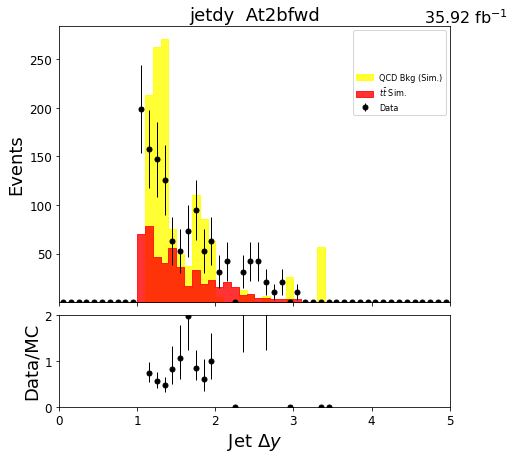 jetdy At2bfwd
35.92 fb⁻¹
QCD Bkg (Sim.)
tt̄ Sim.
Data
Events
250
200
150
100
50
Data/MC
2
1
0
0 1 2 3 4 5
Jet Δy